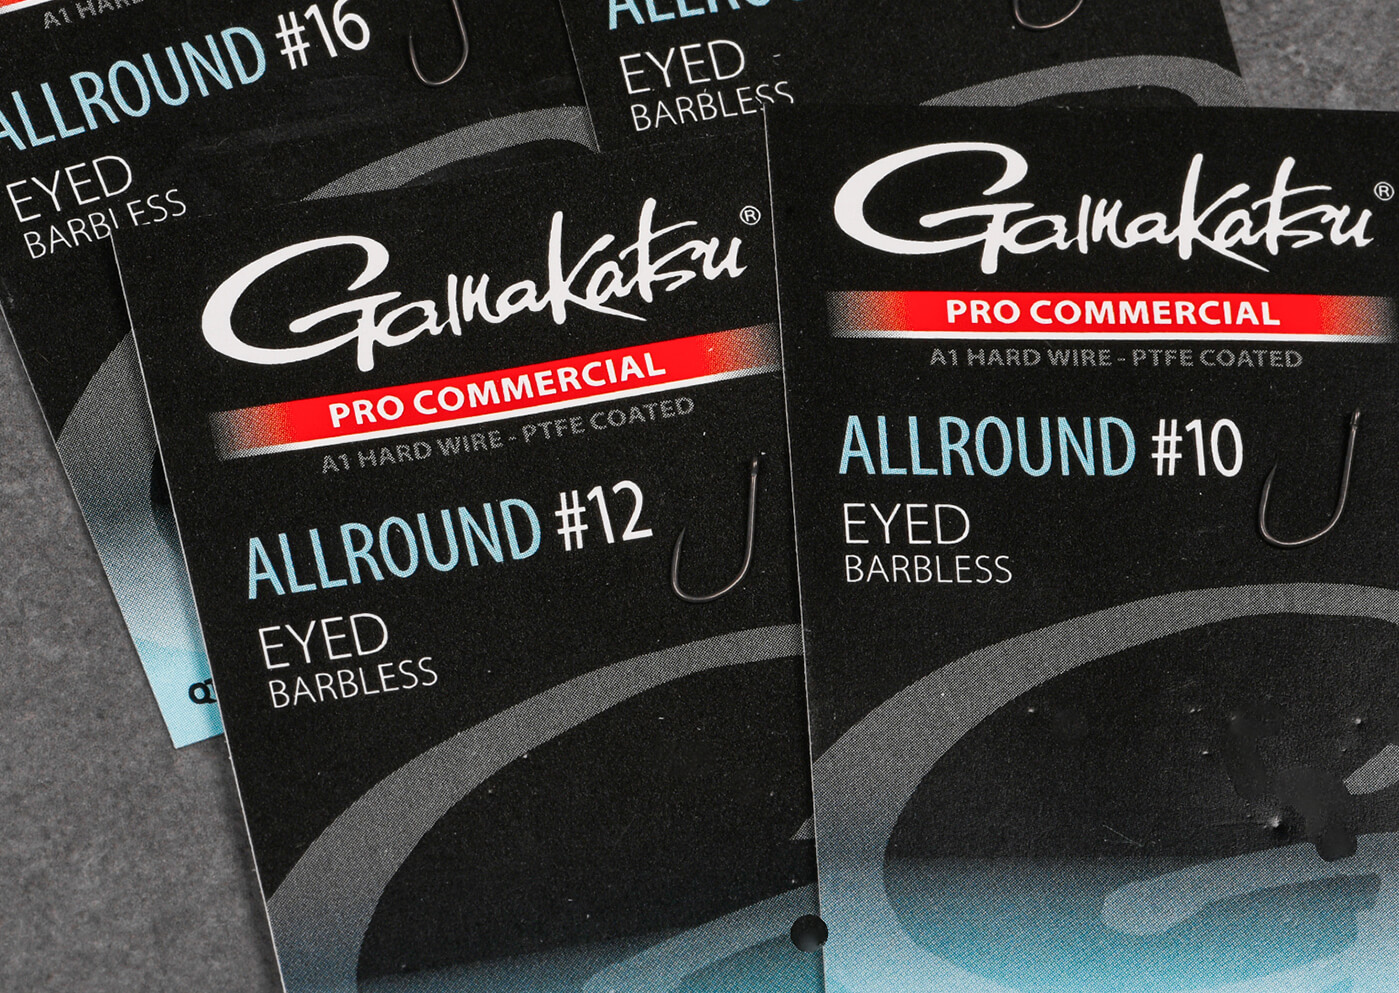 A1 HARD
ALLROUND #16
EYED
BARBLESS
ALLROUND
EYED
BARBLESS
Gamakatsu®
PRO COMMERCIAL
A1 HARD WIRE - PTFE COATED
ALLROUND #12
EYED
BARBLESS
Gamakatsu®
PRO COMMERCIAL
A1 HARD WIRE - PTFE COATED
ALLROUND #10
EYED
BARBLESS